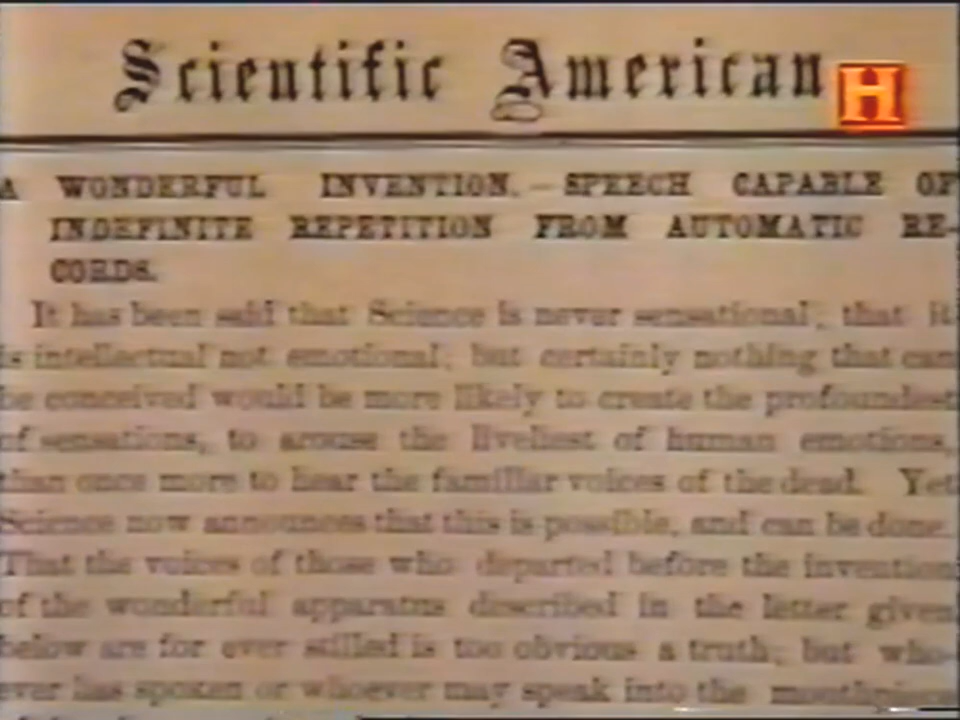 Scientific American
H
A WONDERFUL INVENTION.—SPEECH CAPABLE OF
INDEFINITE REPETITION FROM AUTOMATIC RE-
CORDS.
It has been said that Science is never sensational; that it
is intellectual not emotional; but certainly nothing that can
be conceived would be more likely to create the profoundest
of sensations, to arouse the liveliest of human emotions,
than once more to hear the familiar voices of the dead. Yet
Science now announces that this is possible, and can be done.
That the voices of those who departed before the invention
of the wonderful apparatus described in the letter given
below are for ever stilled is too obvious a truth; but who-
ever has spoken or whoever may speak into the mouthpiece